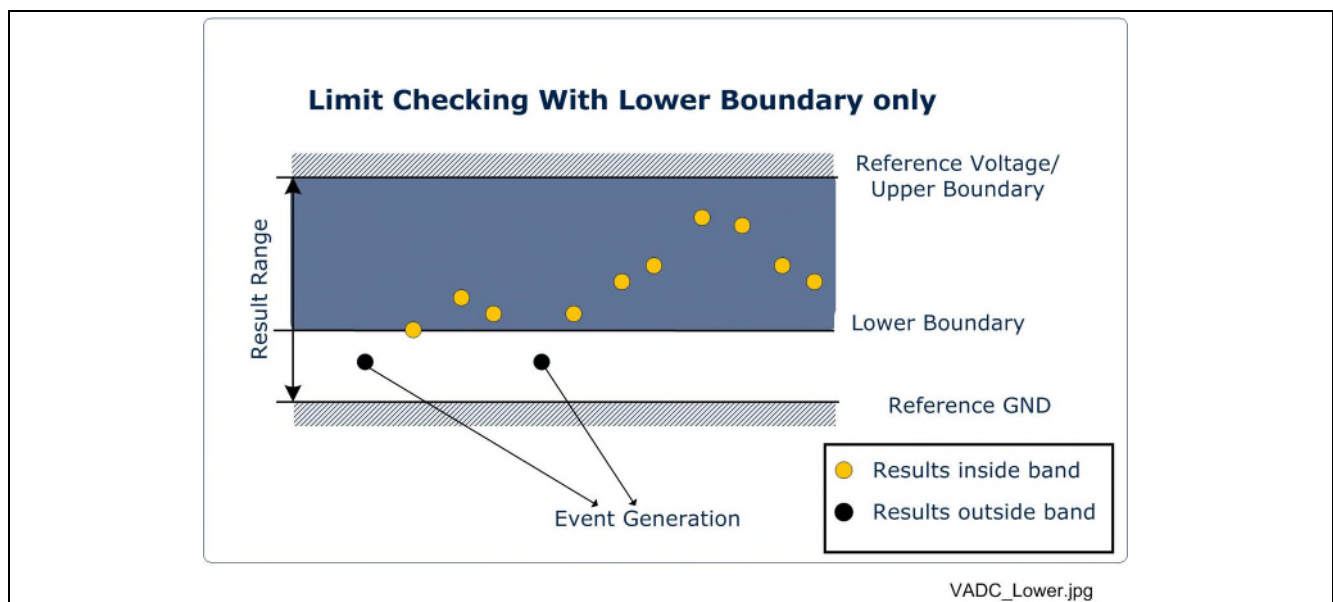 Limit Checking With Lower Boundary only
Reference Voltage/
Upper Boundary
Result Range
Lower Boundary
Reference GND
Results inside band
Results outside band
Event Generation
VADC_Lower.jpg